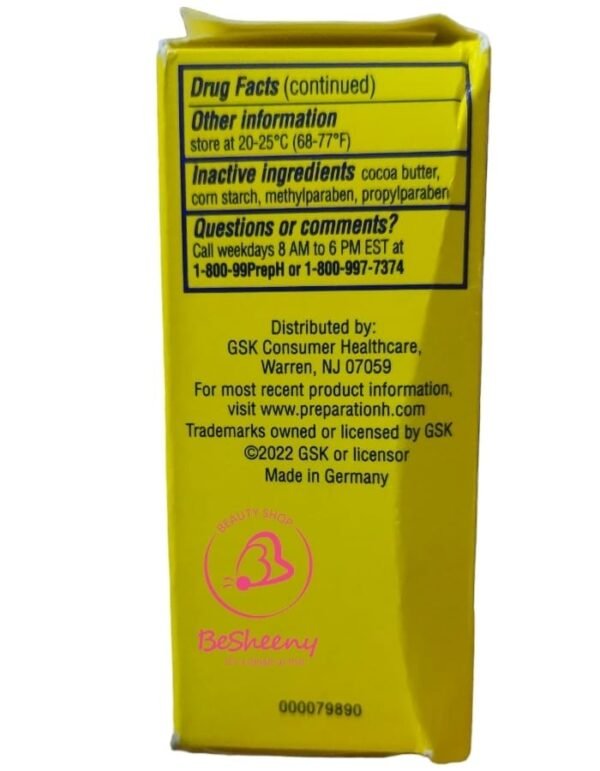 Drug Facts (continued)
Other information
store at 20-25°C (68-77°F)
Inactive ingredients cocoa butter,
corn starch, methylparaben, propylparaben
Questions or comments?
Call weekdays 8 AM to 6 PM EST at
1-800-99PrepH or 1-800-997-7374
Distributed by:
GSK Consumer Healthcare,
Warren, NJ 07059
For most recent product information,
visit www.preparationh.com
Trademarks owned or licensed by GSK
©2022 GSK or licensor
Made in Germany
BEAUTY SHOP
BeSheeny
000079890